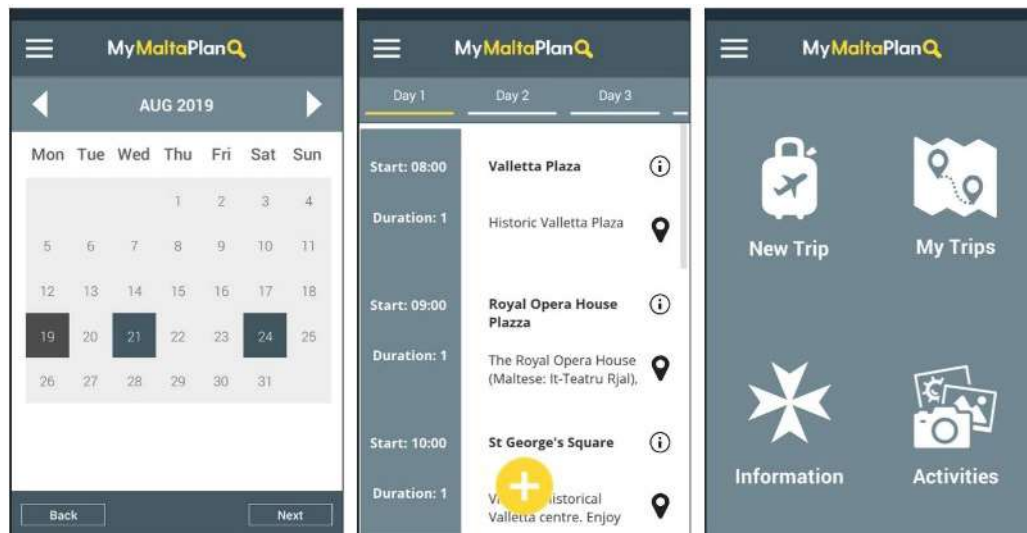 MyMaltaPlan
AUG 2019
Mon Tue Wed Thu Fri Sat Sun
1 2 3 4
5 6 7 8 9 10 11
12 13 14 15 16 17 18
19 20 21 22 23 24 25
26 27 28 29 30 31
Back Next
MyMaltaPlan
Day 1 Day 2 Day 3
Start: 08:00 Valletta Plaza
Duration: 1 Historic Valletta Plaza
Start: 09:00 Royal Opera House
Plazza
Duration: 1 The Royal Opera House
(Maltese: It-Teatru Rjal),
Start: 10:00 St George's Square
Duration: 1 historical
Valletta centre. Enjoy
MyMaltaPlan
New Trip My Trips
Information Activities